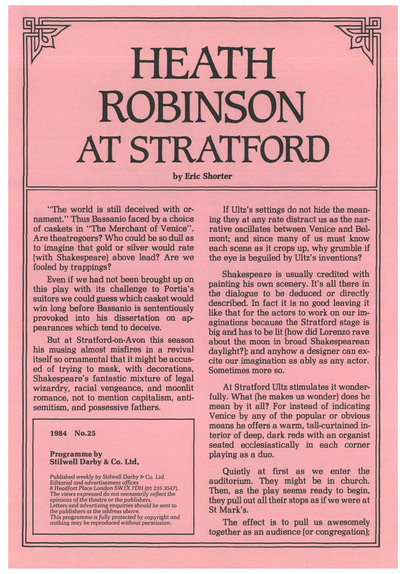 HEATH
ROBINSON
AT STRATFORD
by Eric Shorter
"The world is still deceived with or-
nament." Thus Bassanio faced by a choice
of caskets in "The Merchant of Venice".
Are theatregoers? Who could be so dull as
to imagine that gold or silver would rate
(with Shakespeare) above lead? Are we
fooled by trappings?
Even if we had not been brought up on
this play with its challenge to Portia's
suitors we could guess which casket would
win long before Bassanio is sententiously
provoked into his dissertation on ap-
pearances which tend to deceive.
But at Stratford-on-Avon this season
his musing almost misfires in a revival
itself so ornamental that it might be accus-
ed of trying to mask, with decorations,
Shakespeare's fantastic mixture of legal
wizardry, racial vengeance, and moonlit
romance, not to mention capitalism, anti-
semitism, and possessive fathers.
1984 No.25
Programme by
Stilwell Darby & Co. Ltd,
Published weekly by Stilwell Darby & Co. Ltd.
Editorial and advertisement offices
8 Headfort Place London SW1X 7DH (01 235 3547).
The views expressed do not necessarily reflect the
opinions of the theatre or the publishers.
Letters and advertising enquiries should be sent to
the publishers at the address above.
This programme is fully protected by copyright and
nothing may be reproduced without permission.
If Ultz's settings do not hide the mean-
ing they at any rate distract us as the nar-
rative oscillates between Venice and Bel-
mont; and since many of us must know
each scene as it crops up, why grumble if
the eye is beguiled by Ultz's inventions?
Shakespeare is usually credited with
painting his own scenery. It's all there in
the dialogue to be deduced or directly
described. In fact it is no good leaving it
like that for the actors to work on our im-
aginations because the Stratford stage is
big and has to be lit (how did Lorenzo rave
about the moon in broad Shakespearean
daylight?); and anyhow a designer can ex-
cite our imagination as ably as any actor.
Sometimes more so.
At Stratford Ultz stimulates it wonder-
fully. What (he makes us wonder) does he
mean by it all? For instead of indicating
Venice by any of the popular or obvious
means he offers a warm, tall-curtained in-
terior of deep, dark reds with an organist
seated ecclesiastically in each corner
playing as a duo.
Quietly at first as we enter the
auditorium. They might be in church.
Then, as the play seems ready to begin,
they pull out all their stops as if we were at
St Mark's.
The effect is to pull us awesomely
together as an audience (or congregation);